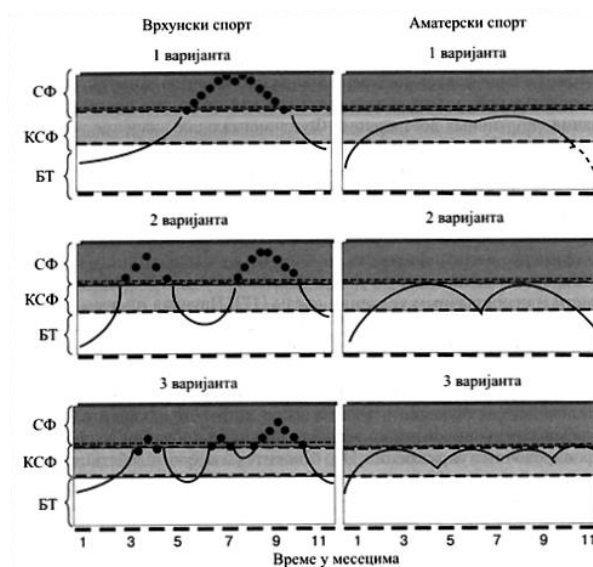 Врхунски спорт
Аматерски спорт
1 варијанта
1 варијанта
СФ
КСФ
БТ
2 варијанта
2 варијанта
СФ
КСФ
БТ
3 варијанта
3 варијанта
СФ
КСФ
БТ
1 3 5 7 9 11
1 3 5 7 9 11
Време у месецима